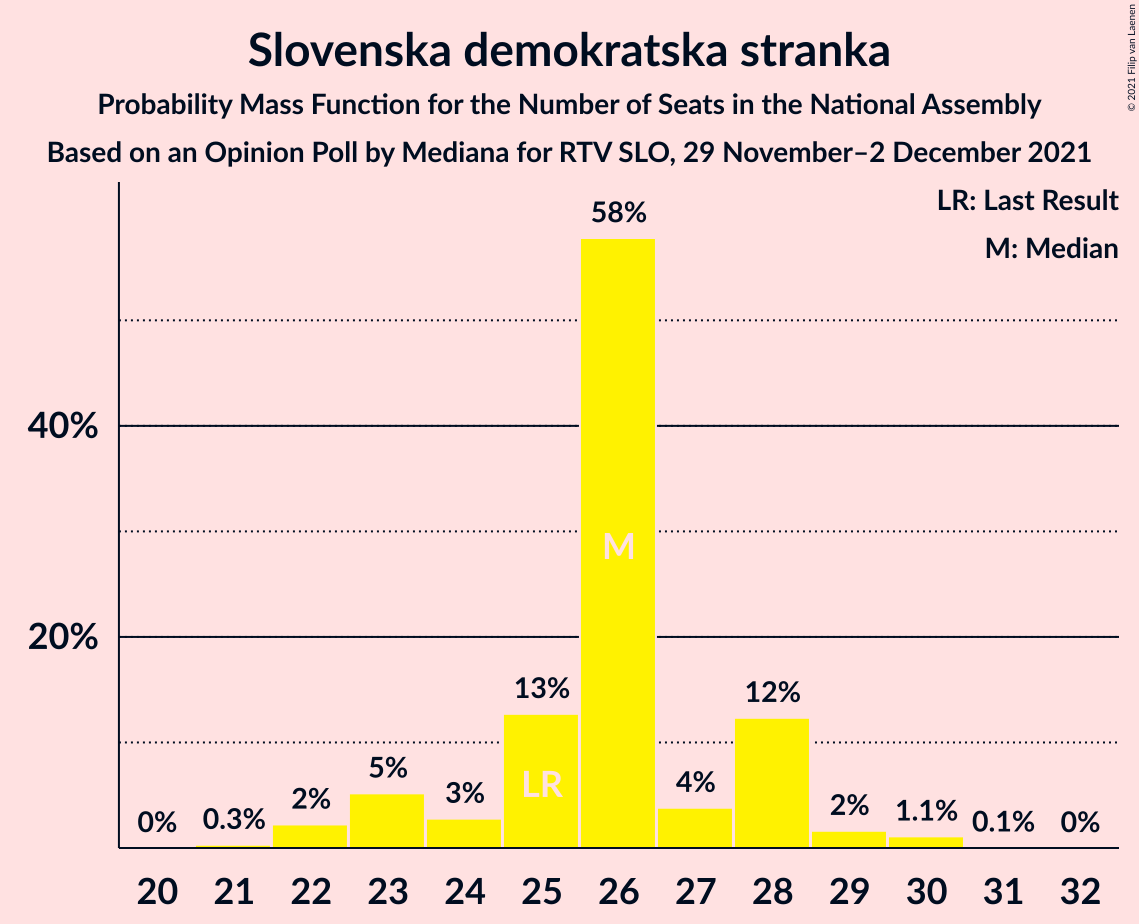 Slovenska demokratska stranka
Probability Mass Function for the Number of Seats in the National Assembly
Based on an Opinion Poll by Mediana for RTV SLO, 29 November–2 December 2021
© 2021 Filip van Laenen
LR: Last Result
M: Median
58%
40%
M
20%
13%
12%
LR
5%
4%
3%
2%
2%
1.1%
0.3%
0.1%
0%
0%
20 21 22 23 24 25 26 27 28 29 30 31 32